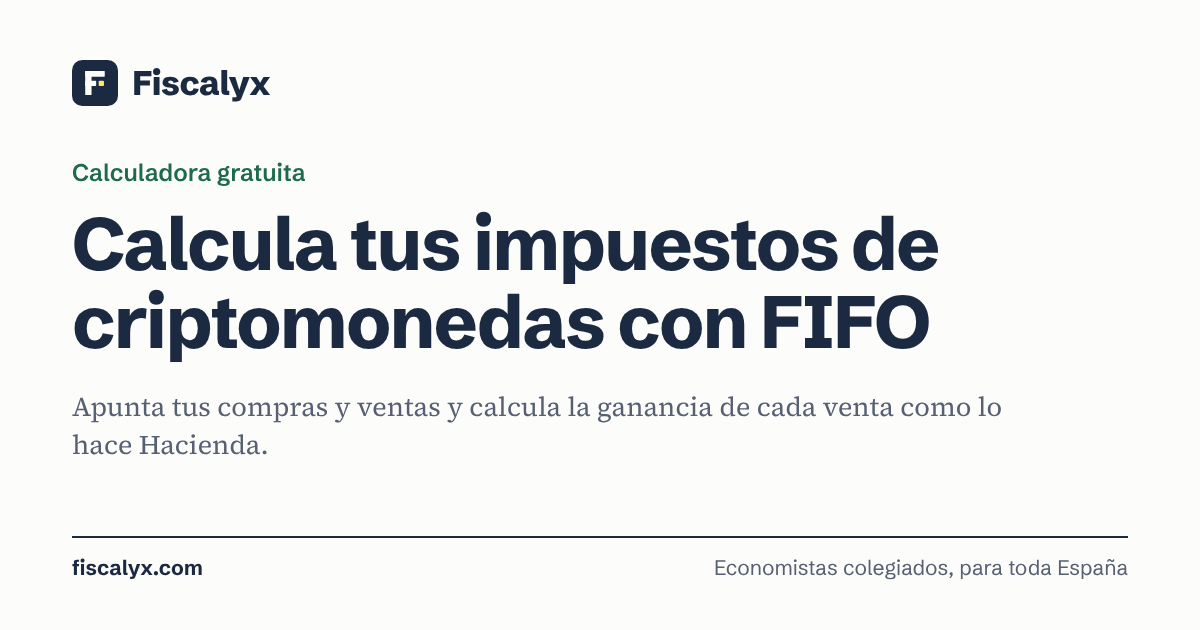 F
Fiscalyx
Calculadora gratuita
Calcula tus impuestos de
criptomonedas con FIFO
Apunta tus compras y ventas y calcula la ganancia de cada venta como lo
hace Hacienda.
fiscalyx.com
Economistas colegiados, para toda España